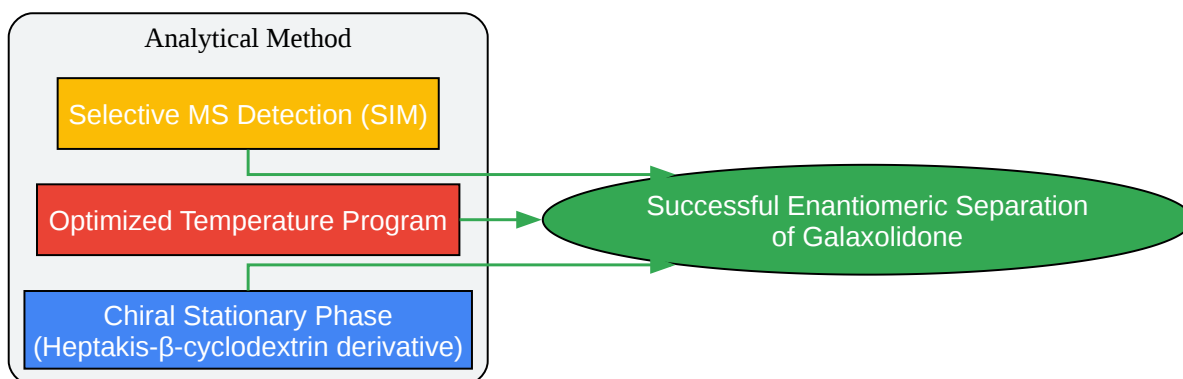 Analytical Method
Selective MS Detection (SIM)
Optimized Temperature Program
Chiral Stationary Phase
(Heptakis-β-cyclodextrin derivative)
Successful Enantiomeric Separation
of Galaxolidone